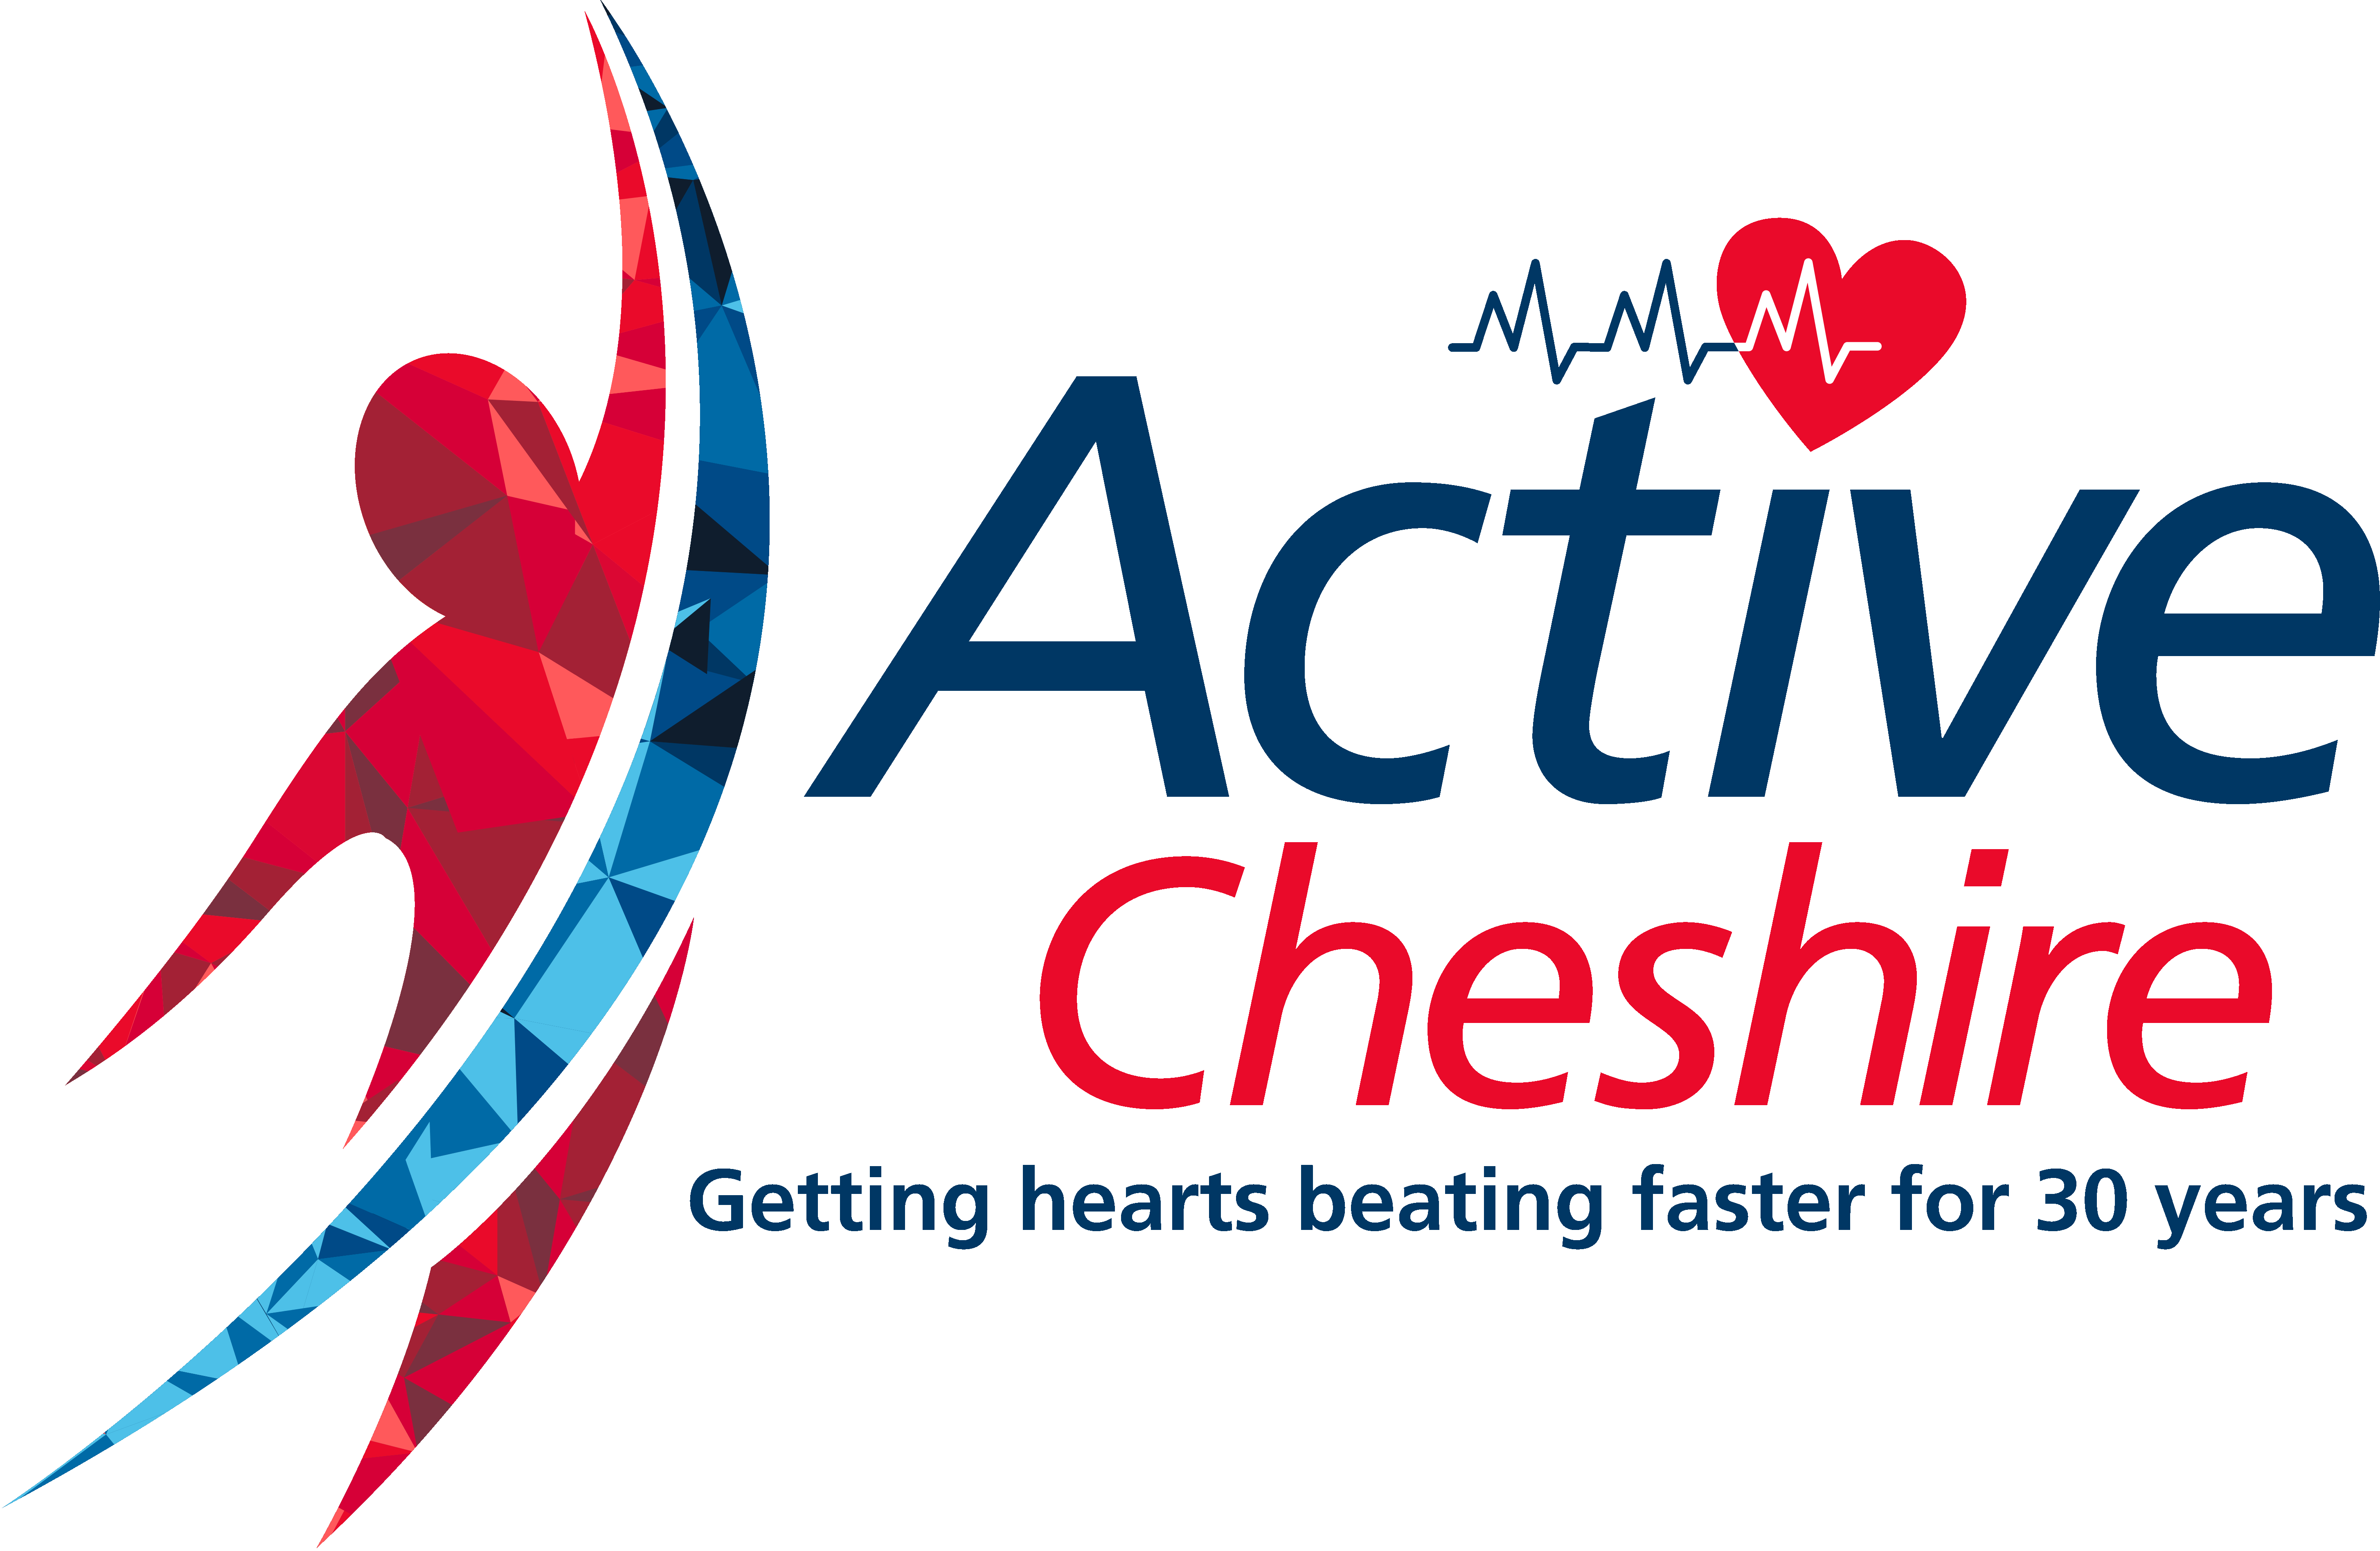 Active
Cheshire
Getting hearts beating faster for 30 years